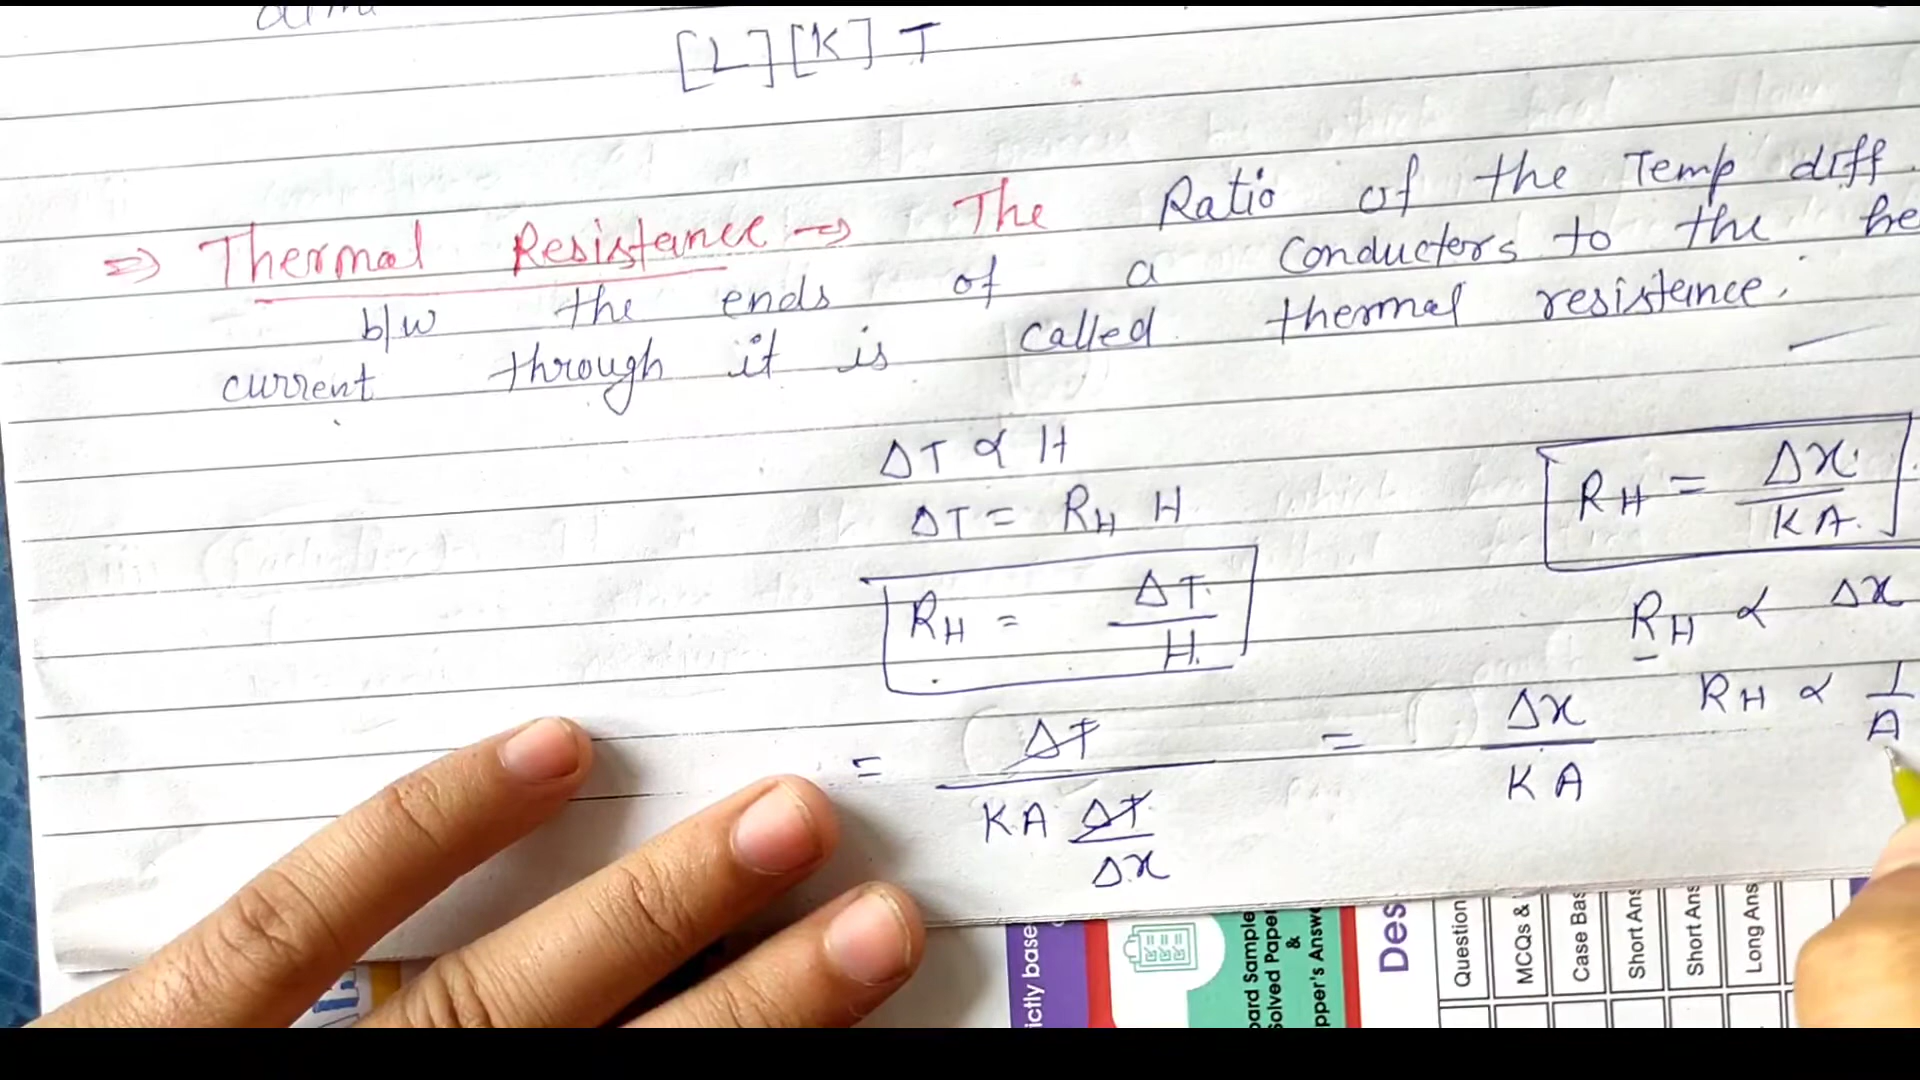 [L][K] T
⇒ Thermal Resistance → The Ratio of the Temp diff.
b/w the ends of a conductors to the he
current through it is called thermal resistance.
ΔT ∝ H
ΔT = R_H H
R_H = ΔT / H
= ΔT / (KA ΔT/Δx) = Δx / KA
R_H = Δx / KA
R_H ∝ Δx
R_H ∝ 1/A
ictly base
oard Sample
Solved Paper
&
pper's Answe
Des
Question
MCQs &
Case Bas
Short Ans
Short Ans
Long Ans